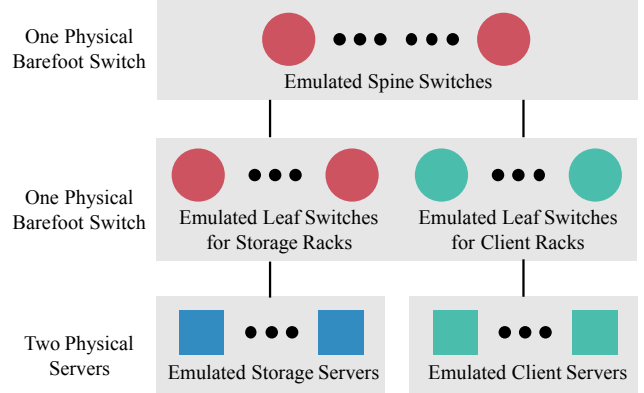 One Physical
Barefoot Switch
Emulated Spine Switches
One Physical
Barefoot Switch
Emulated Leaf Switches
for Storage Racks
Emulated Leaf Switches
for Client Racks
Two Physical
Servers
Emulated Storage Servers
Emulated Client Servers